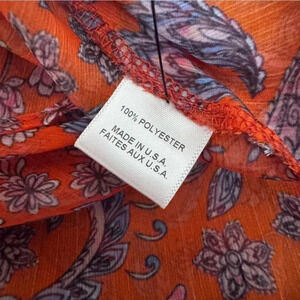 100% POLYESTER
MADE IN U.S.A.
FAITES AUX U.S.A.